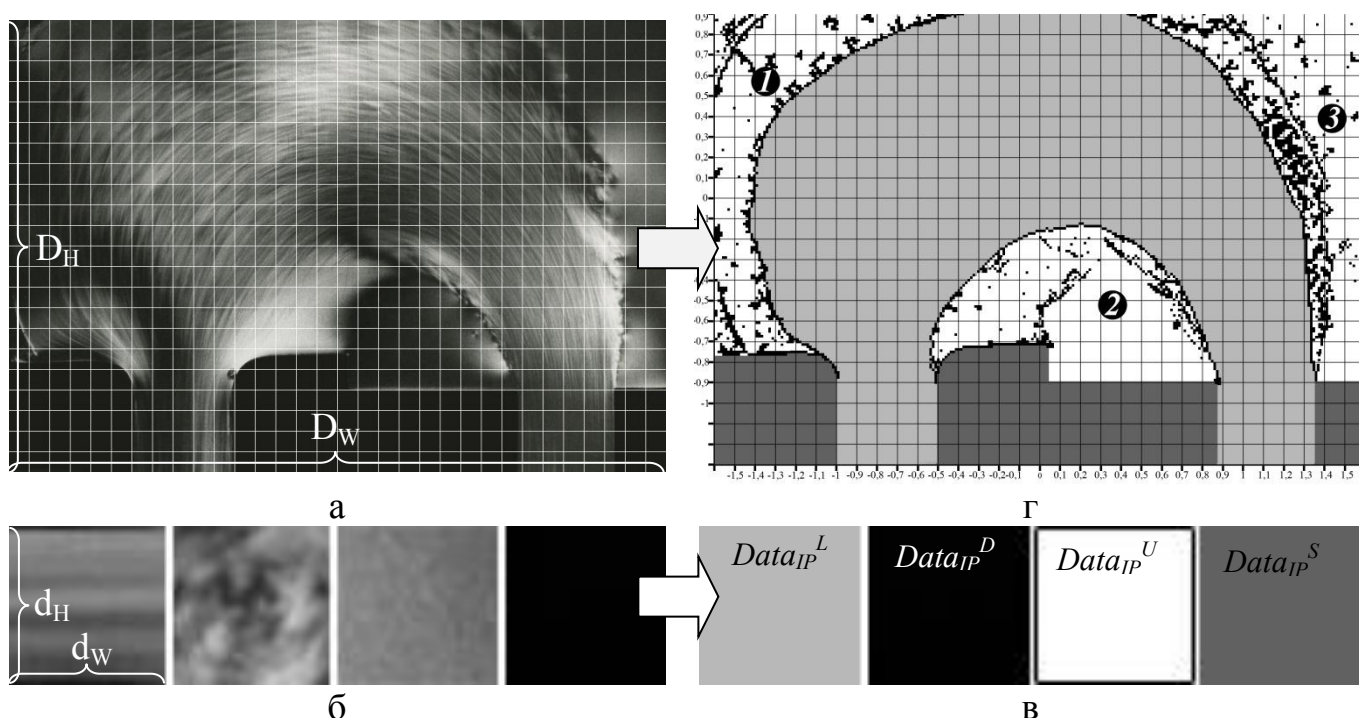 D_H
D_W
а
0,9
0,8
0,7
0,6
0,5
0,4
0,3
0,2
0,1
0
-0,1
-0,2
-0,3
-0,4
-0,5
-0,6
-0,7
-0,8
-0,9
-1
1
2
3
-1,5 -1,4 -1,3 -1,2 -1,1 -1 -0,9 -0,8 -0,7 -0,6 -0,5 -0,4 -0,3 -0,2 -0,1 0 0,1 0,2 0,3 0,4 0,5 0,6 0,7 0,8 0,9 1 1,1 1,2 1,3 1,4 1,5
г
d_H
d_W
б
Data_IP^L Data_IP^D Data_IP^U Data_IP^S
в